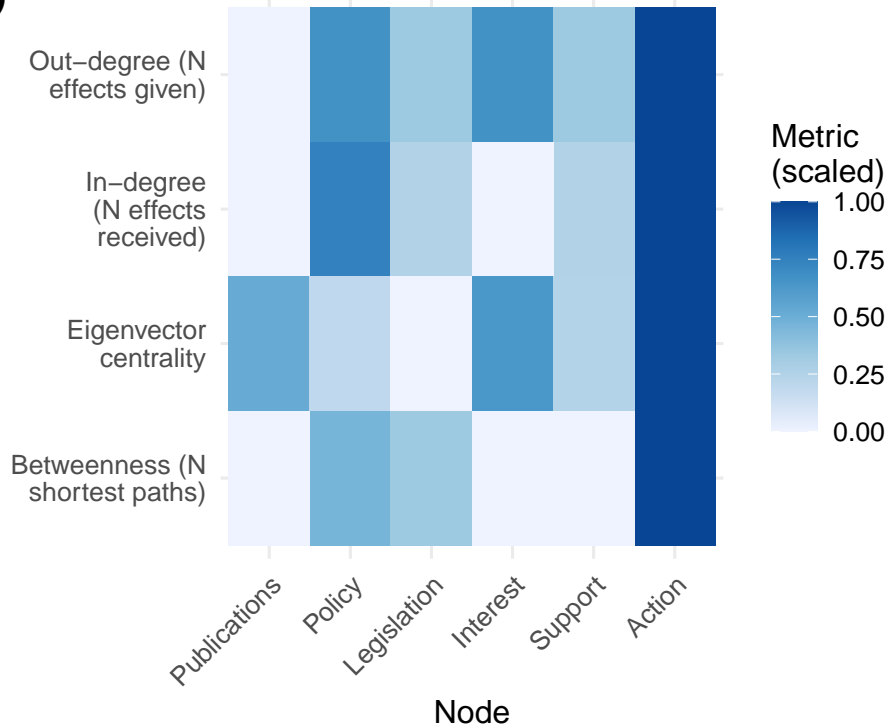 )
Out−degree (N
effects given)
In−degree
(N effects
received)
Eigenvector
centrality
Betweenness (N
shortest paths)
Publications
Policy
Legislation
Interest
Support
Action
Node
Metric
(scaled)
1.00
0.75
0.50
0.25
0.00